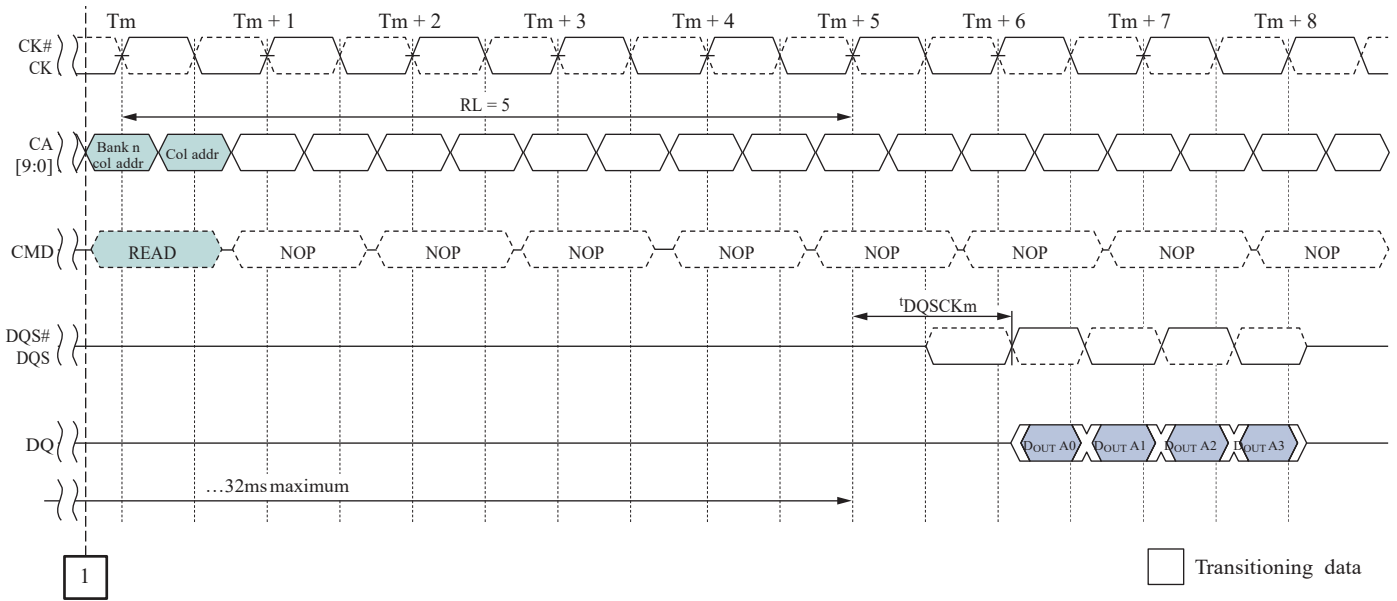 Tm Tm + 1 Tm + 2 Tm + 3 Tm + 4 Tm + 5 Tm + 6 Tm + 7 Tm + 8
CK#
CK
RL = 5
CA
[9:0]
Bank n
col addr
Col addr
CMD READ NOP NOP NOP NOP NOP NOP NOP NOP
tDQSCKm
DQS#
DQS
DQ DOUT A0 DOUT A1 DOUT A2 DOUT A3
…32ms maximum
1
Transitioning data